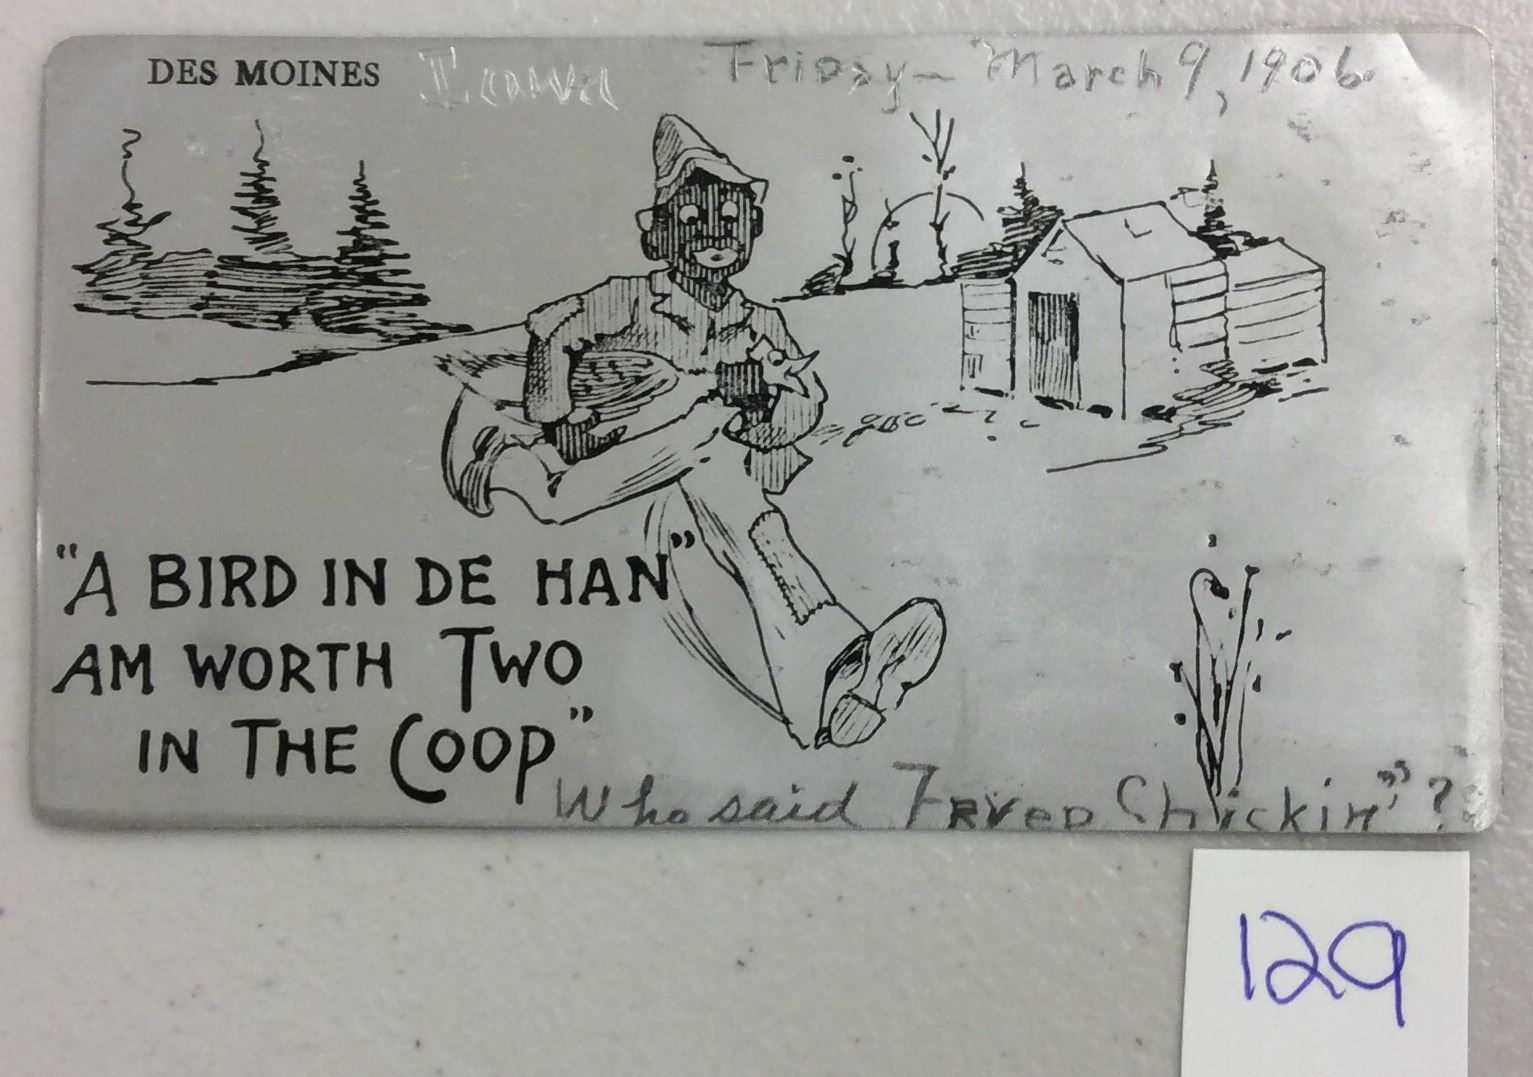 DES MOINES Iowa Friday - March 9, 1906.
"A BIRD IN DE HAN"
AM WORTH TWO
IN THE COOP"
Who said Fryed Chickin"?
129